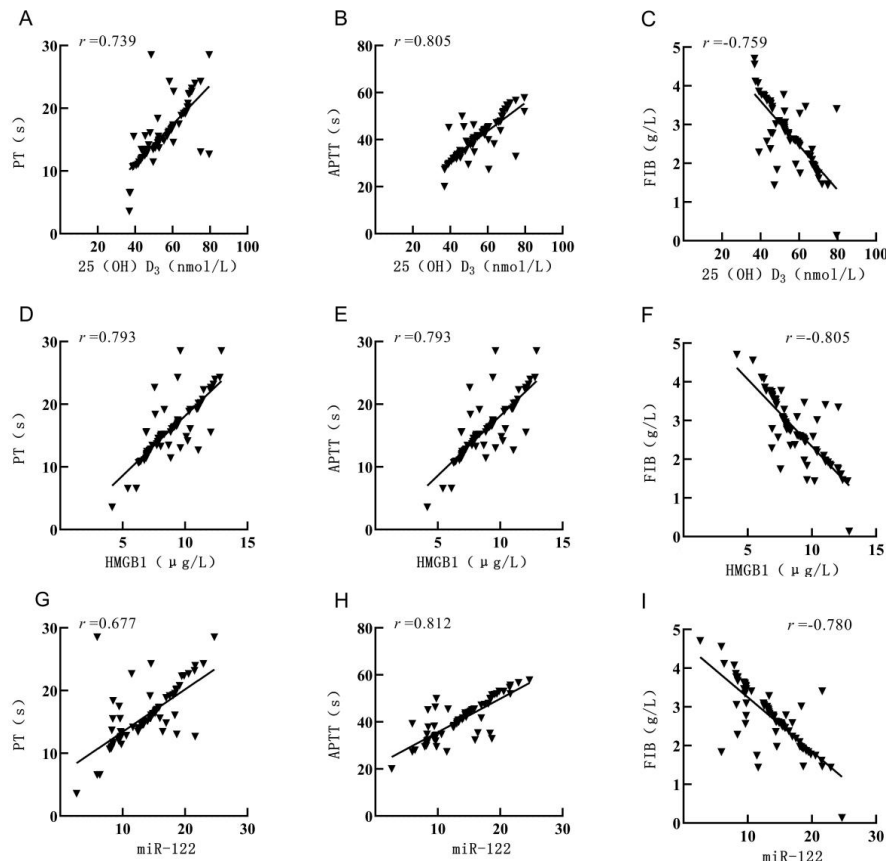 A
r=0.739
PT (s)
30
20
10
0
20 40 60 80 100
25 (OH) D3 (nmol/L)
B
r=0.805
APTT (s)
80
60
40
20
0
20 40 60 80 100
25 (OH) D3 (nmol/L)
C
r=-0.759
FIB (g/L)
5
4
3
2
1
0
20 40 60 80 100
25 (OH) D3 (nmol/L)
D
r=0.793
PT (s)
30
20
10
0
5 10 15
HMGB1 (μg/L)
E
r=0.793
APTT (s)
30
20
10
0
5 10 15
HMGB1 (μg/L)
F
r=-0.805
FIB (g/L)
5
4
3
2
1
0
5 10 15
HMGB1 (μg/L)
G
r=0.677
PT (s)
30
20
10
0
10 20 30
miR-122
H
r=0.812
APTT (s)
80
60
40
20
0
10 20 30
miR-122
I
r=-0.780
FIB (g/L)
5
4
3
2
1
0
10 20 30
miR-122